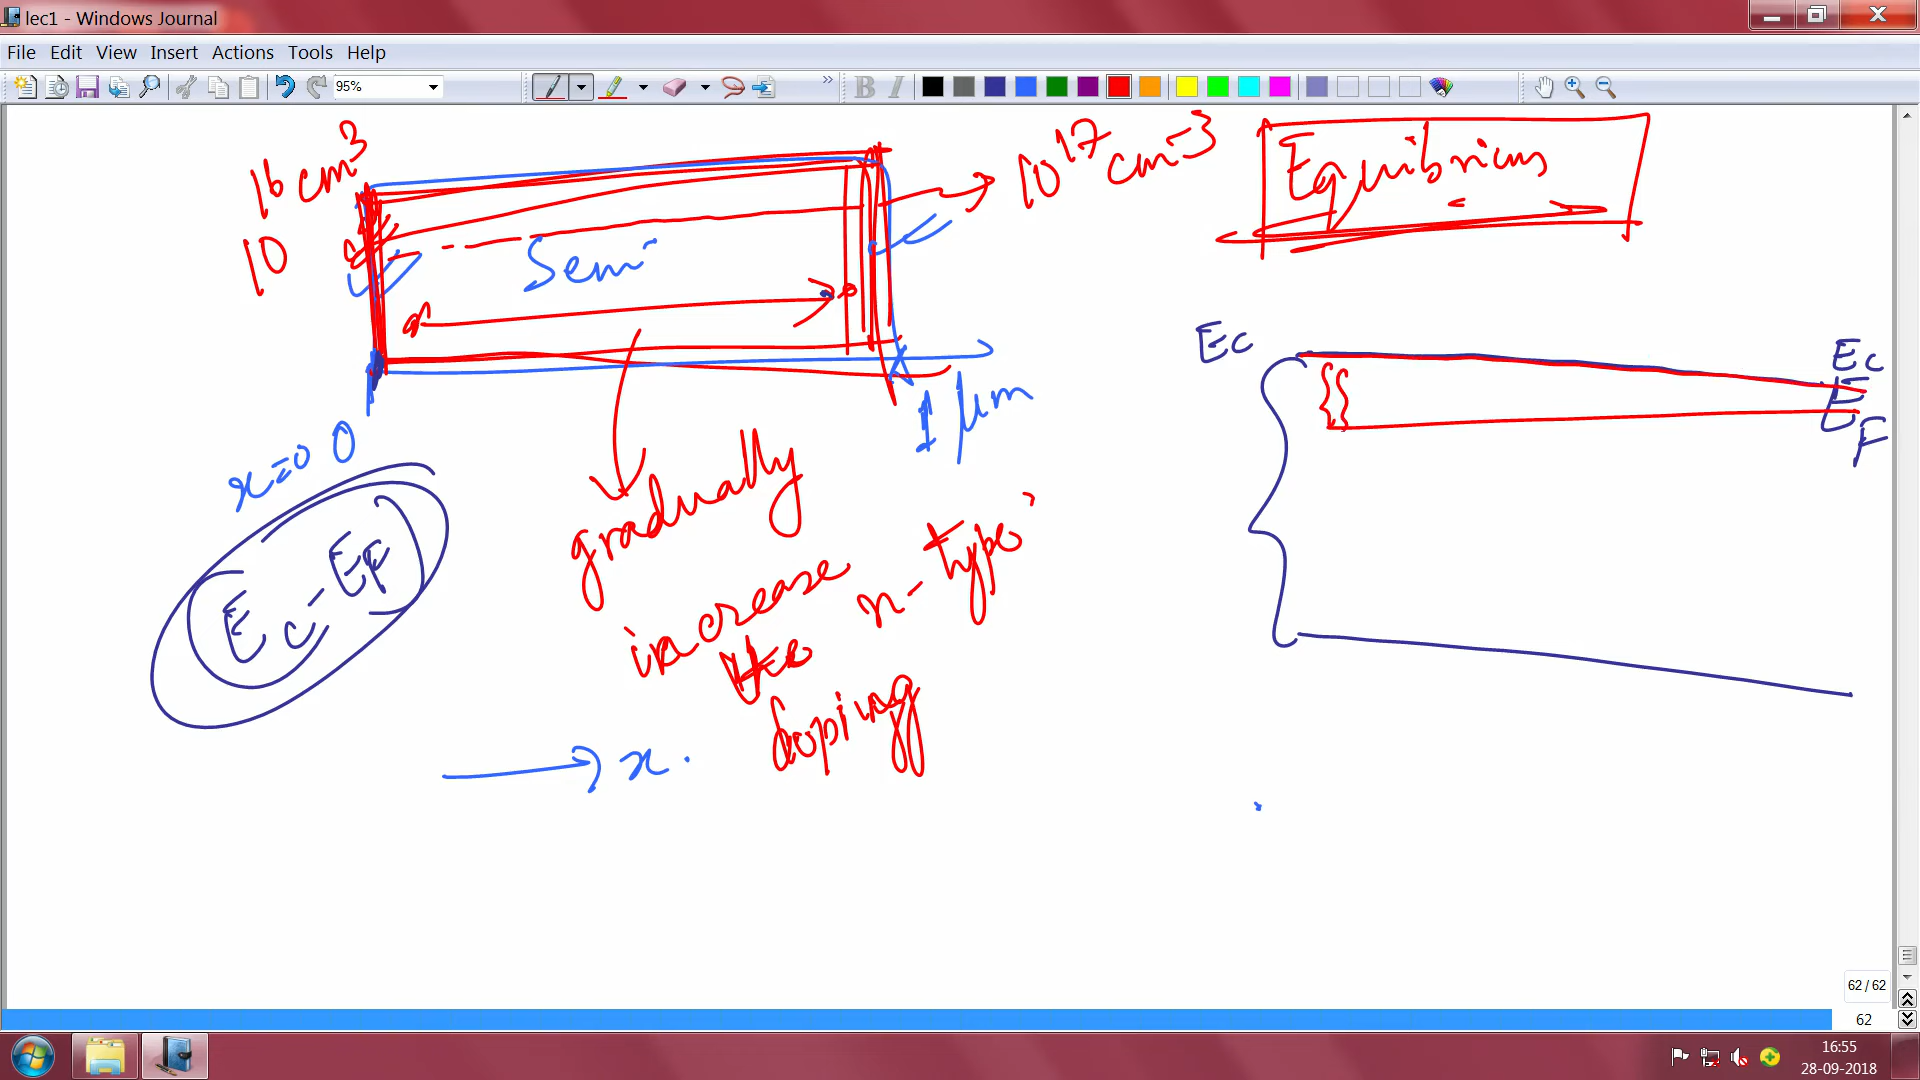 lec1 - Windows Journal
File Edit View Insert Actions Tools Help
95%
10 16 cm3
10 17 cm-3
Equilibrium
Semi
x=0 0
1 μm
EC
EC
EF
EC-EF
gradually
increase
the n-type
doping
x
62 / 62
62
16:55
28-09-2018